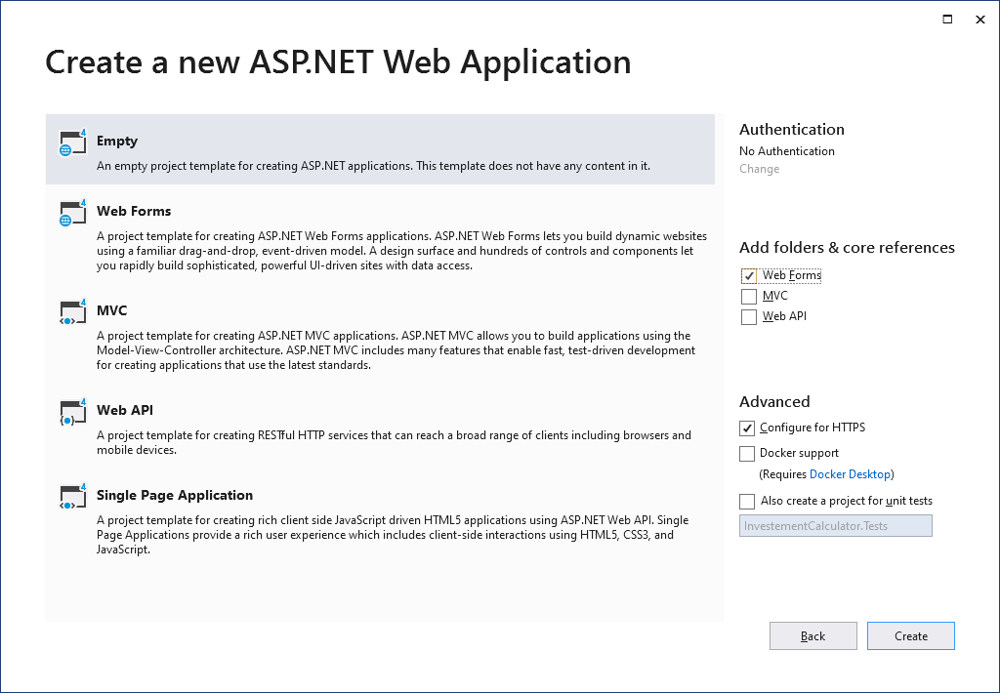 Create a new ASP.NET Web Application
4
Empty
An empty project template for creating ASP.NET applications. This template does not have any content in it.
4
Web Forms
A project template for creating ASP.NET Web Forms applications. ASP.NET Web Forms lets you build dynamic websites
using a familiar drag-and-drop, event-driven model. A design surface and hundreds of controls and components let
you rapidly build sophisticated, powerful UI-driven sites with data access.
4
MVC
A project template for creating ASP.NET MVC applications. ASP.NET MVC allows you to build applications using the
Model-View-Controller architecture. ASP.NET MVC includes many features that enable fast, test-driven development
for creating applications that use the latest standards.
4
Web API
A project template for creating RESTful HTTP services that can reach a broad range of clients including browsers and
mobile devices.
4
Single Page Application
A project template for creating rich client side JavaScript driven HTML5 applications using ASP.NET Web API. Single
Page Applications provide a rich user experience which includes client-side interactions using HTML5, CSS3, and
JavaScript.
Authentication
No Authentication
Change
Add folders & core references
Web Forms
MVC
Web API
Advanced
Configure for HTTPS
Docker support
(Requires Docker Desktop)
Also create a project for unit tests
InvestementCalculator.Tests
Back
Create